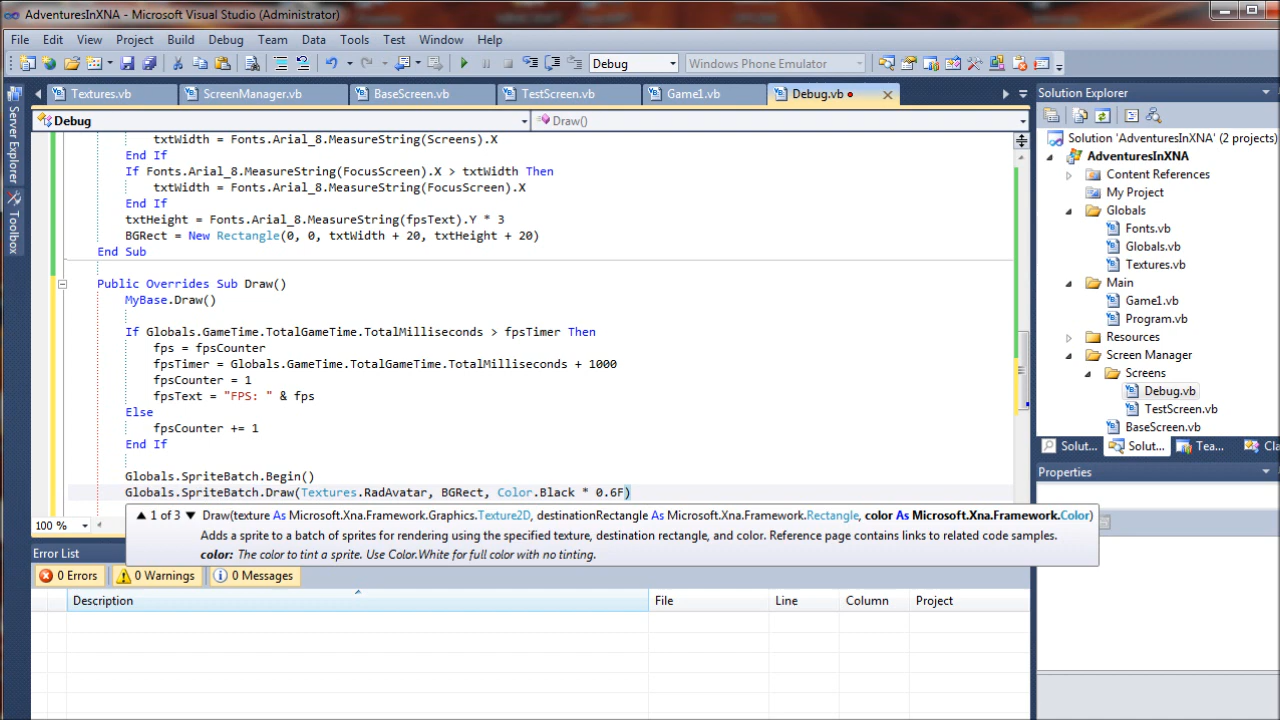 AdventuresInXNA - Microsoft Visual Studio (Administrator)
File Edit View Project Build Debug Team Data Tools Test Window Help
Debug Windows Phone Emulator
Textures.vb ScreenManager.vb BaseScreen.vb TestScreen.vb Game1.vb Debug.vb
Debug Draw()
txtWidth = Fonts.Arial_8.MeasureString(Screens).X
End If
If Fonts.Arial_8.MeasureString(FocusScreen).X > txtWidth Then
txtWidth = Fonts.Arial_8.MeasureString(FocusScreen).X
End If
txtHeight = Fonts.Arial_8.MeasureString(fpsText).Y * 3
BGRect = New Rectangle(0, 0, txtWidth + 20, txtHeight + 20)
End Sub
Public Overrides Sub Draw()
MyBase.Draw()
If Globals.GameTime.TotalGameTime.TotalMilliseconds > fpsTimer Then
fps = fpsCounter
fpsTimer = Globals.GameTime.TotalGameTime.TotalMilliseconds + 1000
fpsCounter = 1
fpsText = "FPS: " & fps
Else
fpsCounter += 1
End If
Globals.SpriteBatch.Begin()
Globals.SpriteBatch.Draw(Textures.RadAvatar, BGRect, Color.Black * 0.6F)
1 of 3 Draw(texture As Microsoft.Xna.Framework.Graphics.Texture2D, destinationRectangle As Microsoft.Xna.Framework.Rectangle, color As Microsoft.Xna.Framework.Color)
Adds a sprite to a batch of sprites for rendering using the specified texture, destination rectangle, and color. Reference page contains links to related code samples.
color: The color to tint a sprite. Use Color.White for full color with no tinting.
100 %
Error List
0 Errors 0 Warnings 0 Messages
Description File Line Column Project
Server Explorer
Toolbox
Solution Explorer
Solution 'AdventuresInXNA' (2 projects)
AdventuresInXNA
Content References
My Project
Globals
Fonts.vb
Globals.vb
Textures.vb
Main
Game1.vb
Program.vb
Resources
Screen Manager
Screens
Debug.vb
TestScreen.vb
BaseScreen.vb
Solut... Solut... Tea... Cla
Properties